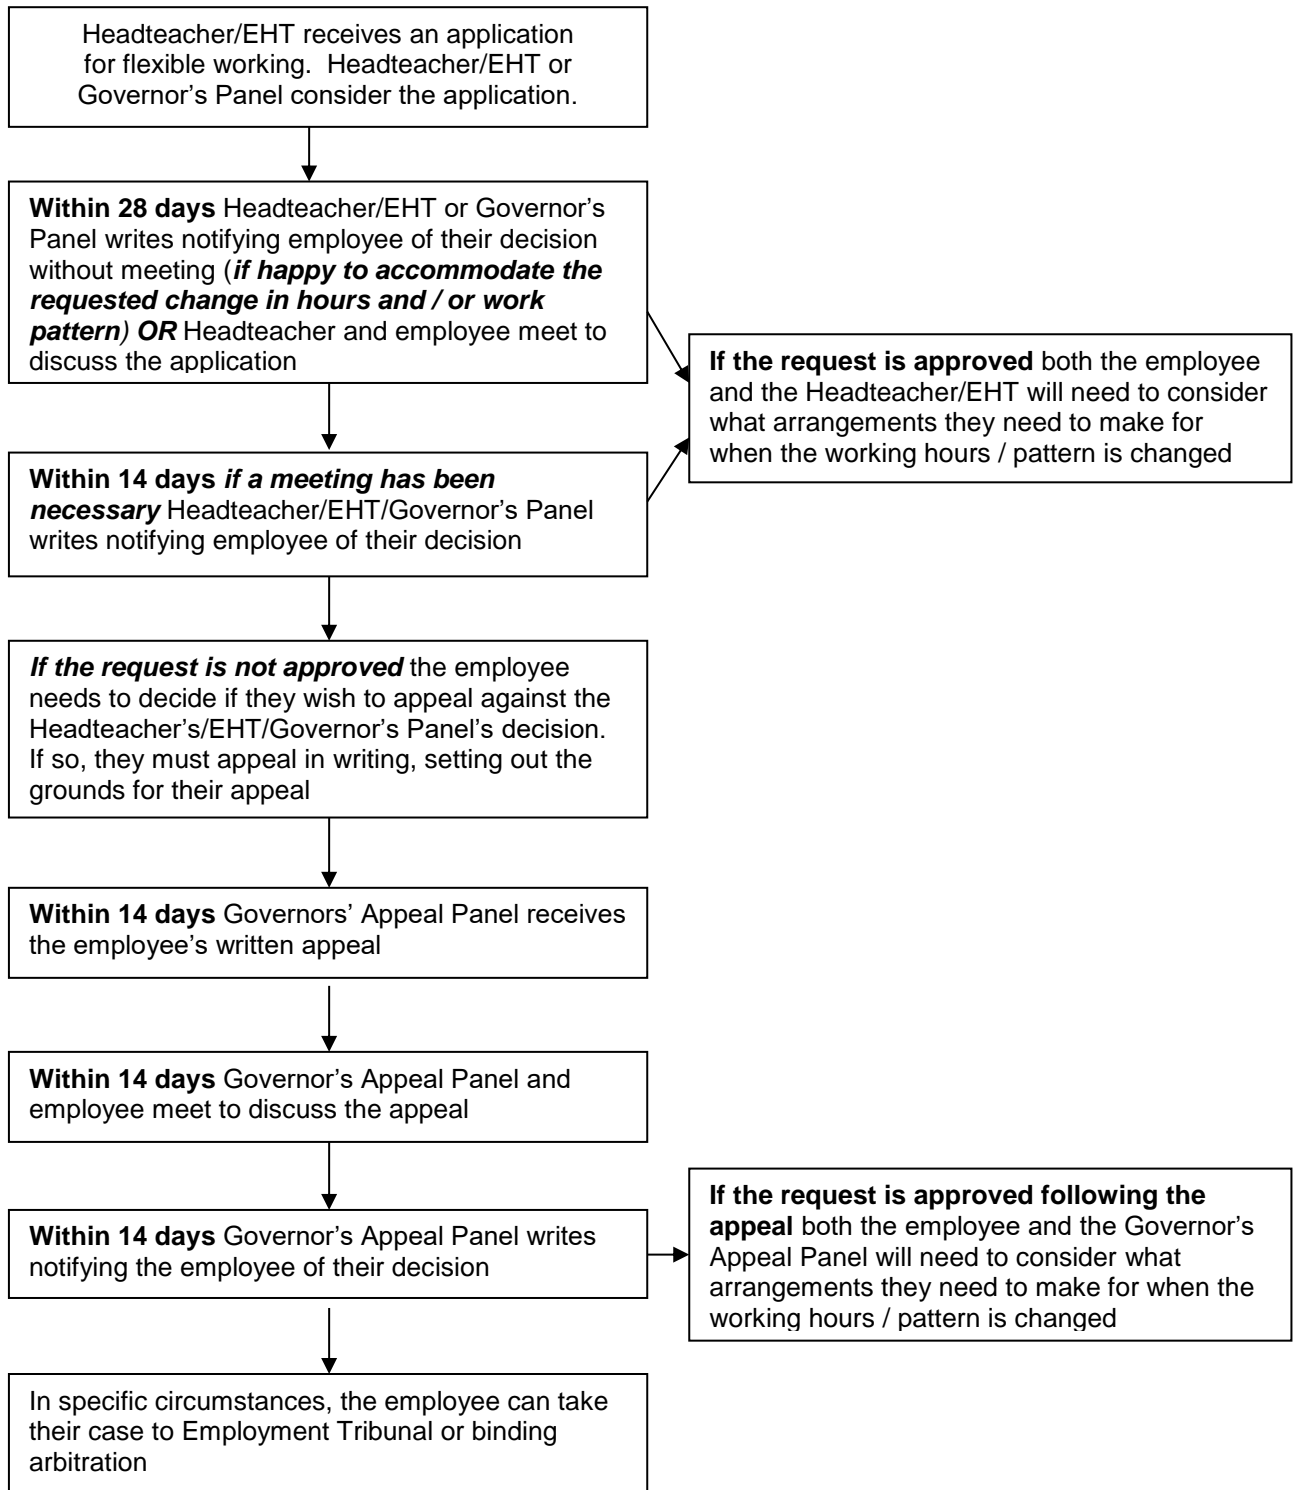 Headteacher/EHT receives an application
for flexible working.  Headteacher/EHT or
Governor’s Panel consider the application.
Within 28 days Headteacher/EHT or Governor’s
Panel writes notifying employee of their decision
without meeting (if happy to accommodate the
requested change in hours and / or work
pattern) OR Headteacher and employee meet to
discuss the application
If the request is approved both the employee
and the Headteacher/EHT will need to consider
what arrangements they need to make for
when the working hours / pattern is changed
Within 14 days if a meeting has been
necessary Headteacher/EHT/Governor’s Panel
writes notifying employee of their decision
If the request is not approved the employee
needs to decide if they wish to appeal against the
Headteacher’s/EHT/Governor’s Panel’s decision.
If so, they must appeal in writing, setting out the
grounds for their appeal
Within 14 days Governors’ Appeal Panel receives
the employee’s written appeal
Within 14 days Governor’s Appeal Panel and
employee meet to discuss the appeal
Within 14 days Governor’s Appeal Panel writes
notifying the employee of their decision
If the request is approved following the
appeal both the employee and the Governor’s
Appeal Panel will need to consider what
arrangements they need to make for when the
working hours / pattern is changed
In specific circumstances, the employee can take
their case to Employment Tribunal or binding
arbitration